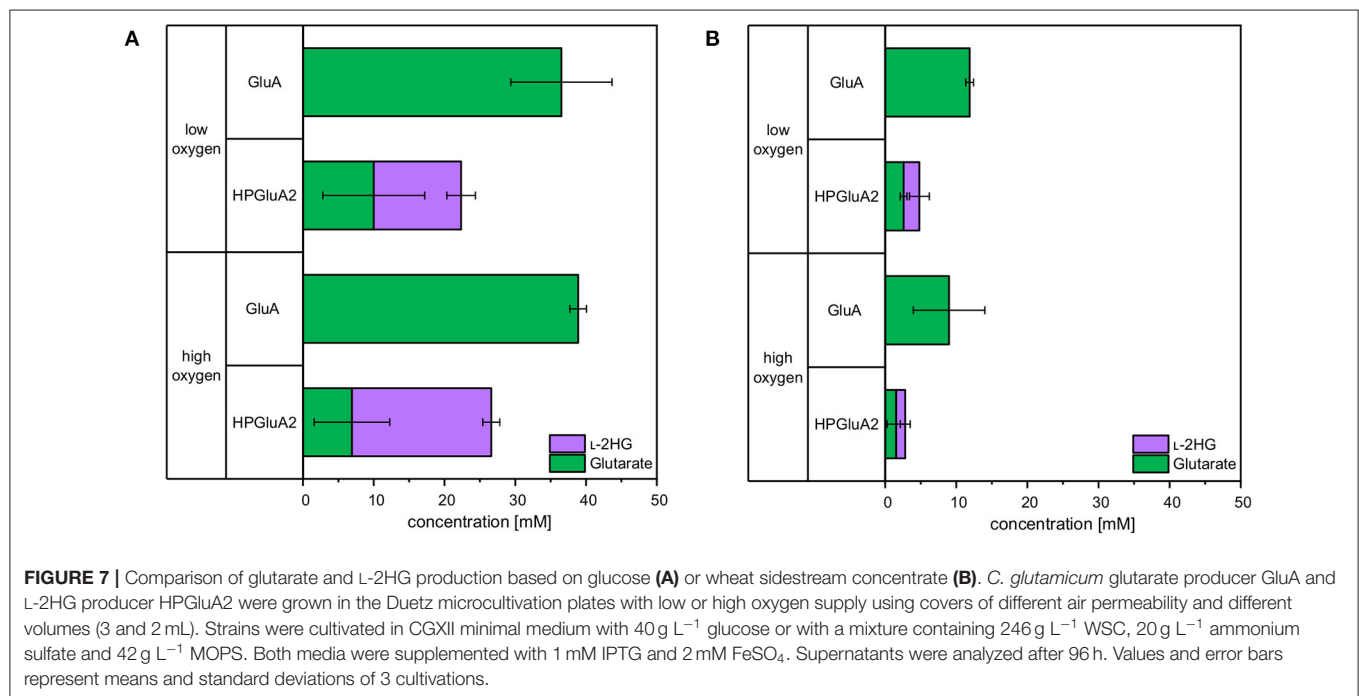 A
low
oxygen
GluA
HPGluA2
high
oxygen
GluA
HPGluA2
L-2HG
Glutarate
0 10 20 30 40 50
concentration [mM]
B
low
oxygen
GluA
HPGluA2
high
oxygen
GluA
HPGluA2
L-2HG
Glutarate
0 10 20 30 40 50
concentration [mM]
FIGURE 7 | Comparison of glutarate and L-2HG production based on glucose (A) or wheat sidestream concentrate (B). C. glutamicum glutarate producer GluA and
L-2HG producer HPGluA2 were grown in the Duetz microcultivation plates with low or high oxygen supply using covers of different air permeability and different
volumes (3 and 2 mL). Strains were cultivated in CGXII minimal medium with 40 g L⁻¹ glucose or with a mixture containing 246 g L⁻¹ WSC, 20 g L⁻¹ ammonium
sulfate and 42 g L⁻¹ MOPS. Both media were supplemented with 1 mM IPTG and 2 mM FeSO₄. Supernatants were analyzed after 96 h. Values and error bars
represent means and standard deviations of 3 cultivations.